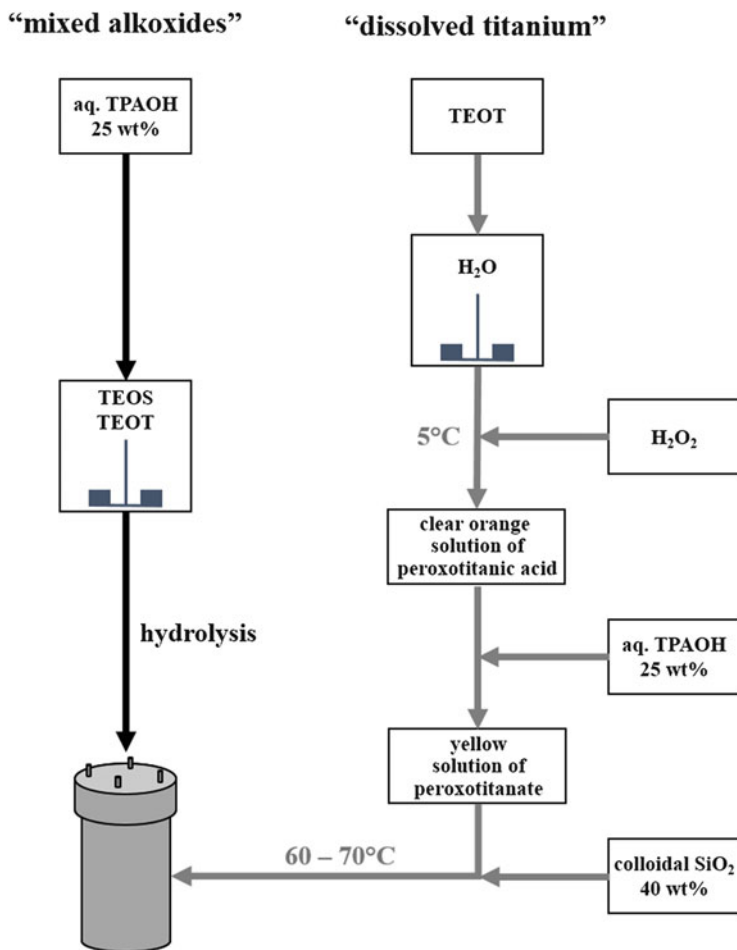 “mixed alkoxides”
“dissolved titanium”
aq. TPAOH
25 wt%
TEOT
H₂O
TEOS
TEOT
5°C
H₂O₂
clear orange
solution of
peroxotitanic acid
hydrolysis
aq. TPAOH
25 wt%
yellow
solution of
peroxotitanate
60 – 70°C
colloidal SiO₂
40 wt%